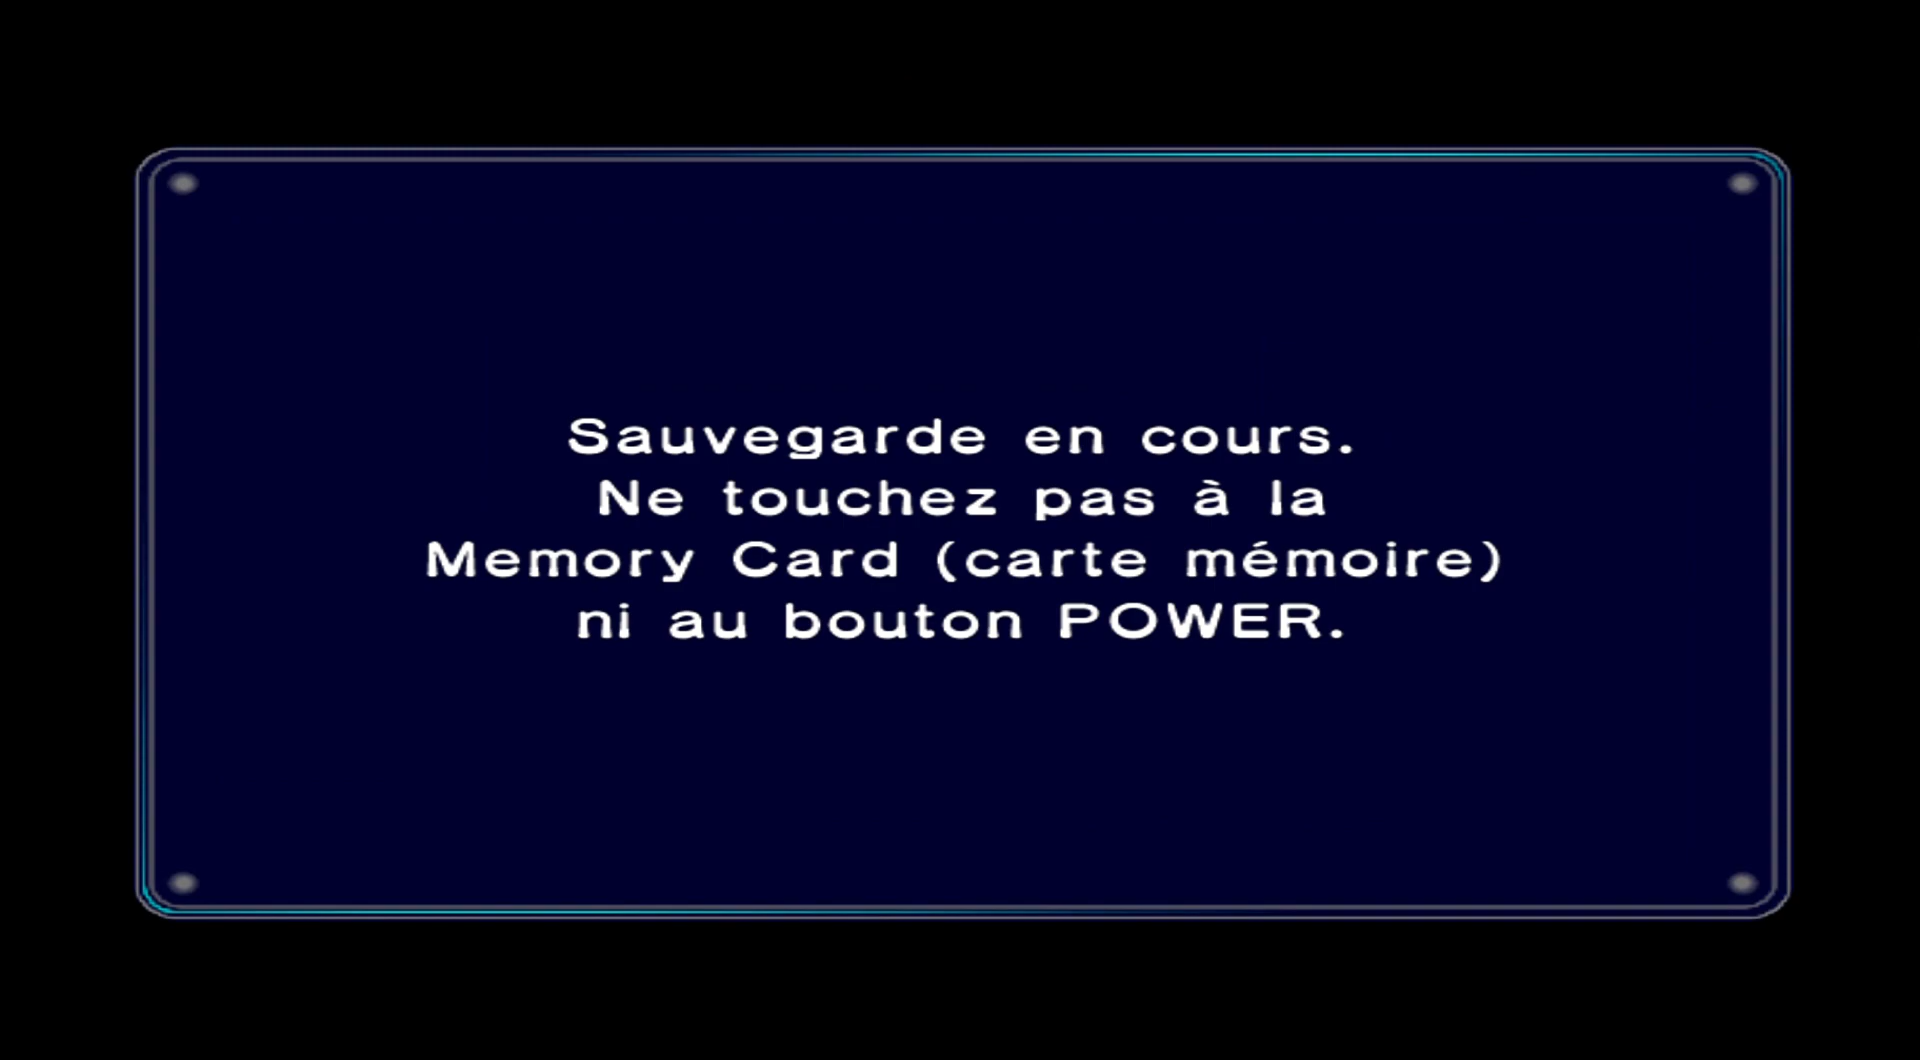 Sauvegarde en cours.
Ne touchez pas à la
Memory Card (carte mémoire)
ni au bouton POWER.